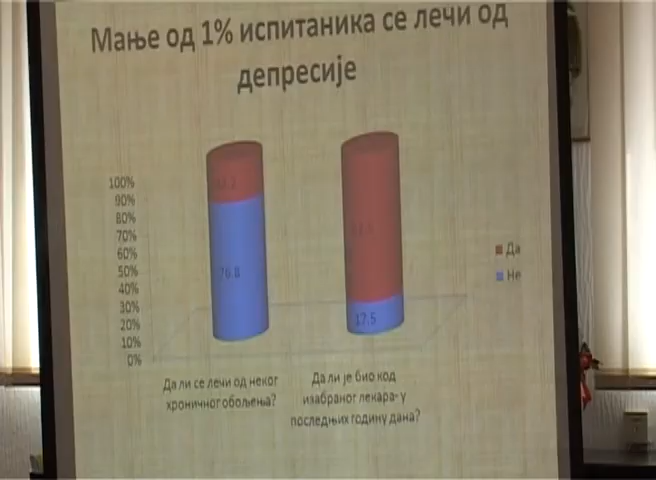 Мање од 1% испитаника се лечи од
депресије
100%
90%
80%
70%
60%
50%
40%
30%
20%
10%
0%
76.8
17.5
Да
Не
Да ли се лечи од неког
хроничног обољења?
Да ли је био код
изабраног лекара- у
последњих годину дана?